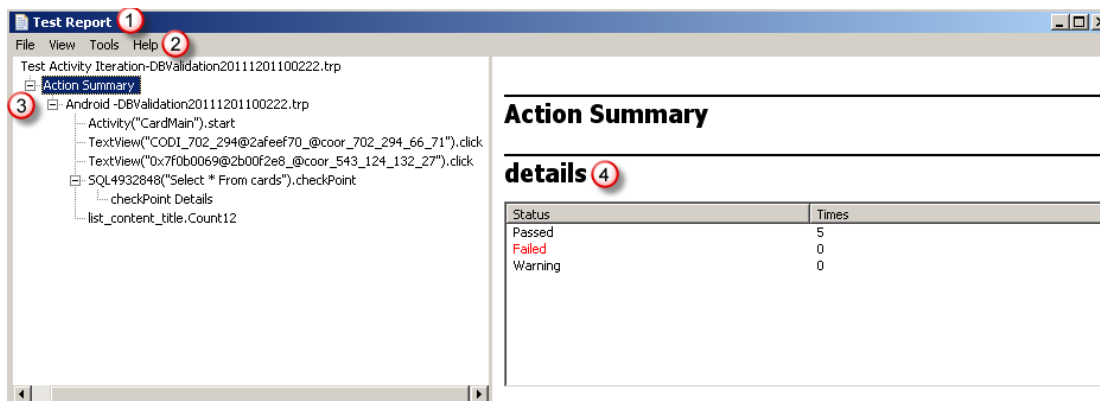 Test Report 1
File View Tools Help 2
Test Activity Iteration-DBValidation20111201100222.trp
Action Summary
3
Android -DBValidation20111201100222.trp
Activity("CardMain").start
TextView("CODI_702_294@2afeef70_@coor_702_294_66_71").click
TextView("0x7f0b0069@2b00f2e8_@coor_543_124_132_27").click
SQL4932848("Select * From cards").checkPoint
checkPoint Details
list_content_title.Count12
Action Summary
details 4
Status Times
Passed 5
Failed 0
Warning 0